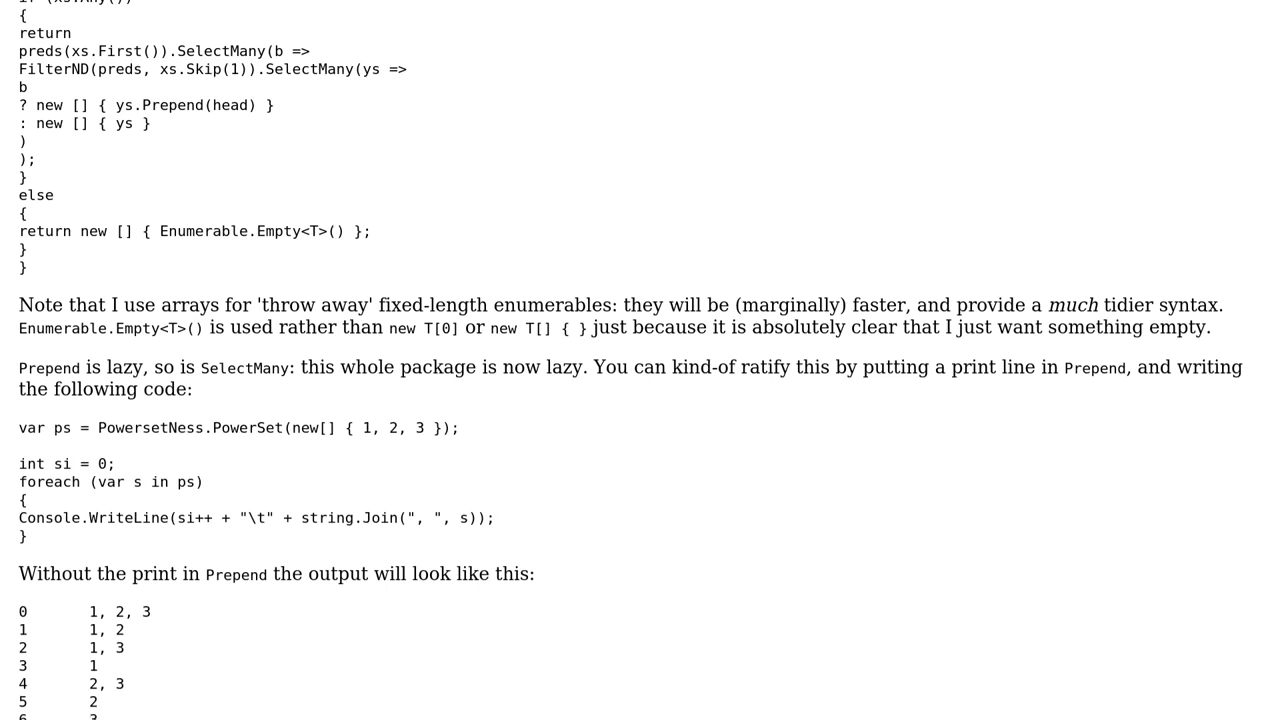 {
return
preds(xs.First()).SelectMany(b =>
FilterND(preds, xs.Skip(1)).SelectMany(ys =>
b
? new [] { ys.Prepend(head) }
: new [] { ys }
)
);
}
else
{
return new [] { Enumerable.Empty<T>() };
}
}
Note that I use arrays for 'throw away' fixed-length enumerables: they will be (marginally) faster, and provide a much tidier syntax.
Enumerable.Empty<T>() is used rather than new T[0] or new T[] { } just because it is absolutely clear that I just want something empty.
Prepend is lazy, so is SelectMany: this whole package is now lazy. You can kind-of ratify this by putting a print line in Prepend, and writing
the following code:
var ps = PowersetNess.PowerSet(new[] { 1, 2, 3 });
int si = 0;
foreach (var s in ps)
{
Console.WriteLine(si++ + "\t" + string.Join(", ", s));
}
Without the print in Prepend the output will look like this:
0 1, 2, 3
1 1, 2
2 1, 3
3 1
4 2, 3
5 2
6 3